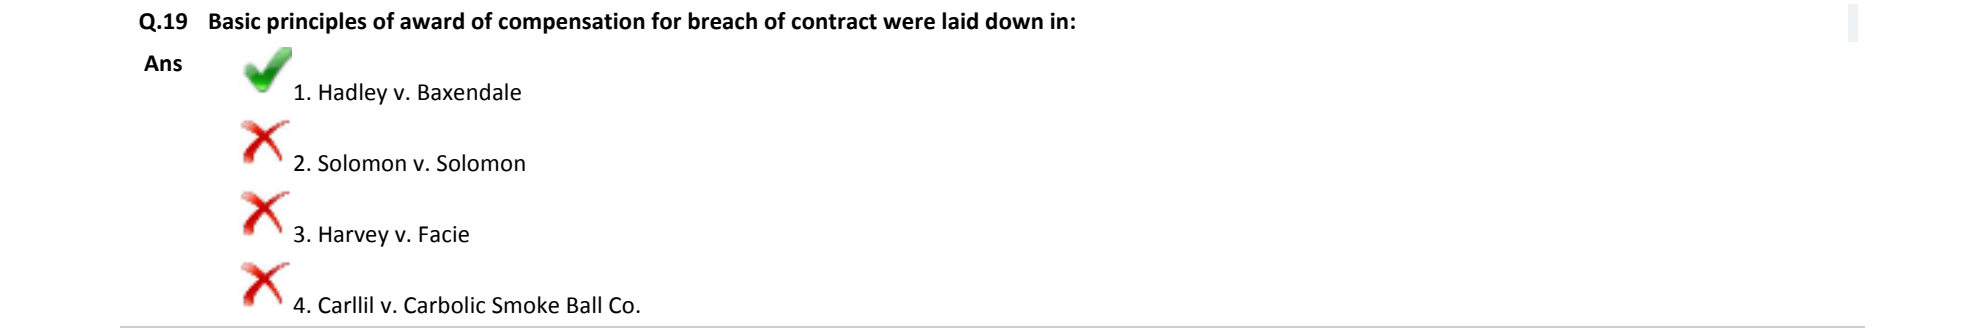 Q.19 Basic principles of award of compensation for breach of contract were laid down in:
Ans
1. Hadley v. Baxendale
2. Solomon v. Solomon
3. Harvey v. Facie
4. Carllil v. Carbolic Smoke Ball Co.